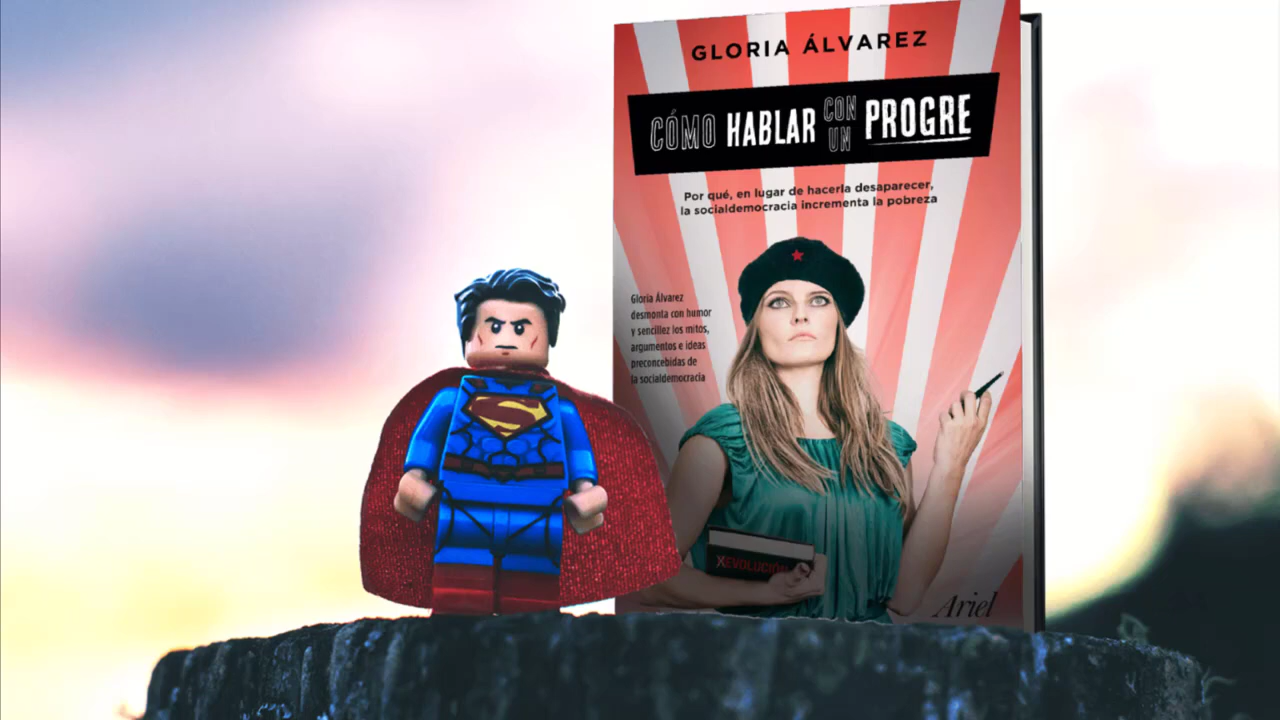 GLORIA ÁLVAREZ
CÓMO HABLAR CON UN PROGRE
Por qué, en lugar de hacerla desaparecer,
la socialdemocracia incrementa la pobreza
Gloria Álvarez
desmonta con humor
y sencillez los mitos,
argumentos e ideas
preconcebidas de
la socialdemocracia
XEVOLUCIÓN
Ariel